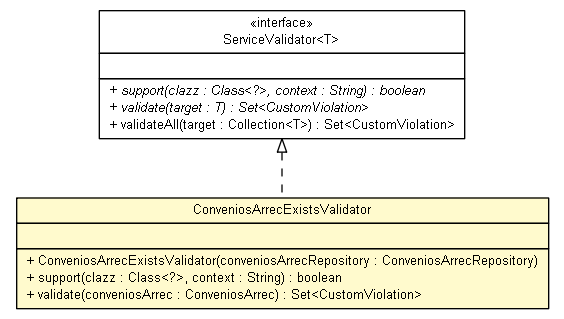 «interface»
ServiceValidator<T>
+ support(clazz : Class<?>, context : String) : boolean
+ validate(target : T) : Set<CustomViolation>
+ validateAll(target : Collection<T>) : Set<CustomViolation>
ConveniosArrecExistsValidator
+ ConveniosArrecExistsValidator(conveniosArrecRepository : ConveniosArrecRepository)
+ support(clazz : Class<?>, context : String) : boolean
+ validate(conveniosArrec : ConveniosArrec) : Set<CustomViolation>